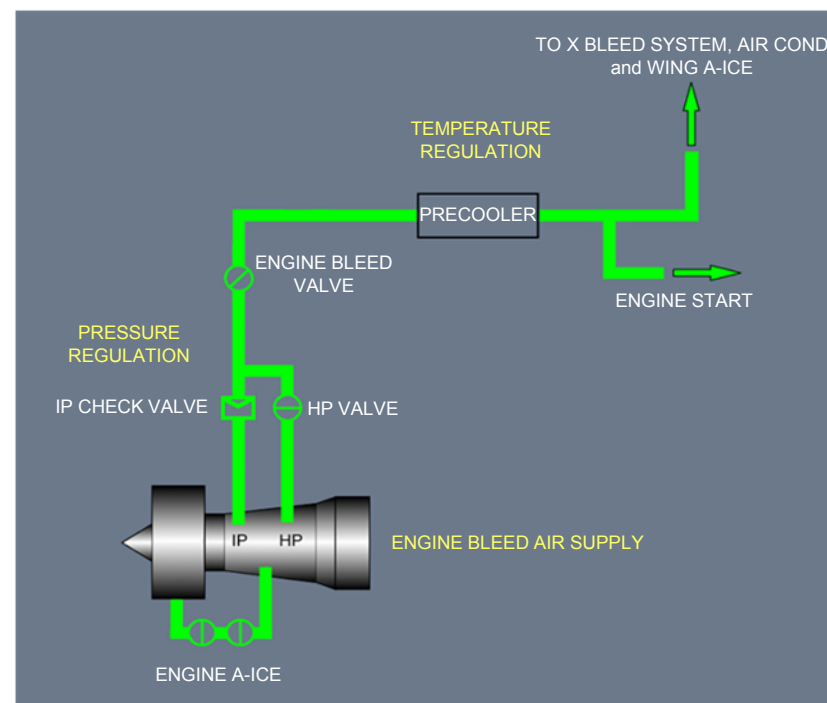 TO X BLEED SYSTEM, AIR COND
and WING A-ICE
TEMPERATURE
REGULATION
PRECOOLER
ENGINE BLEED
VALVE
ENGINE START
PRESSURE
REGULATION
IP CHECK VALVE
HP VALVE
IP
HP
ENGINE BLEED AIR SUPPLY
ENGINE A-ICE